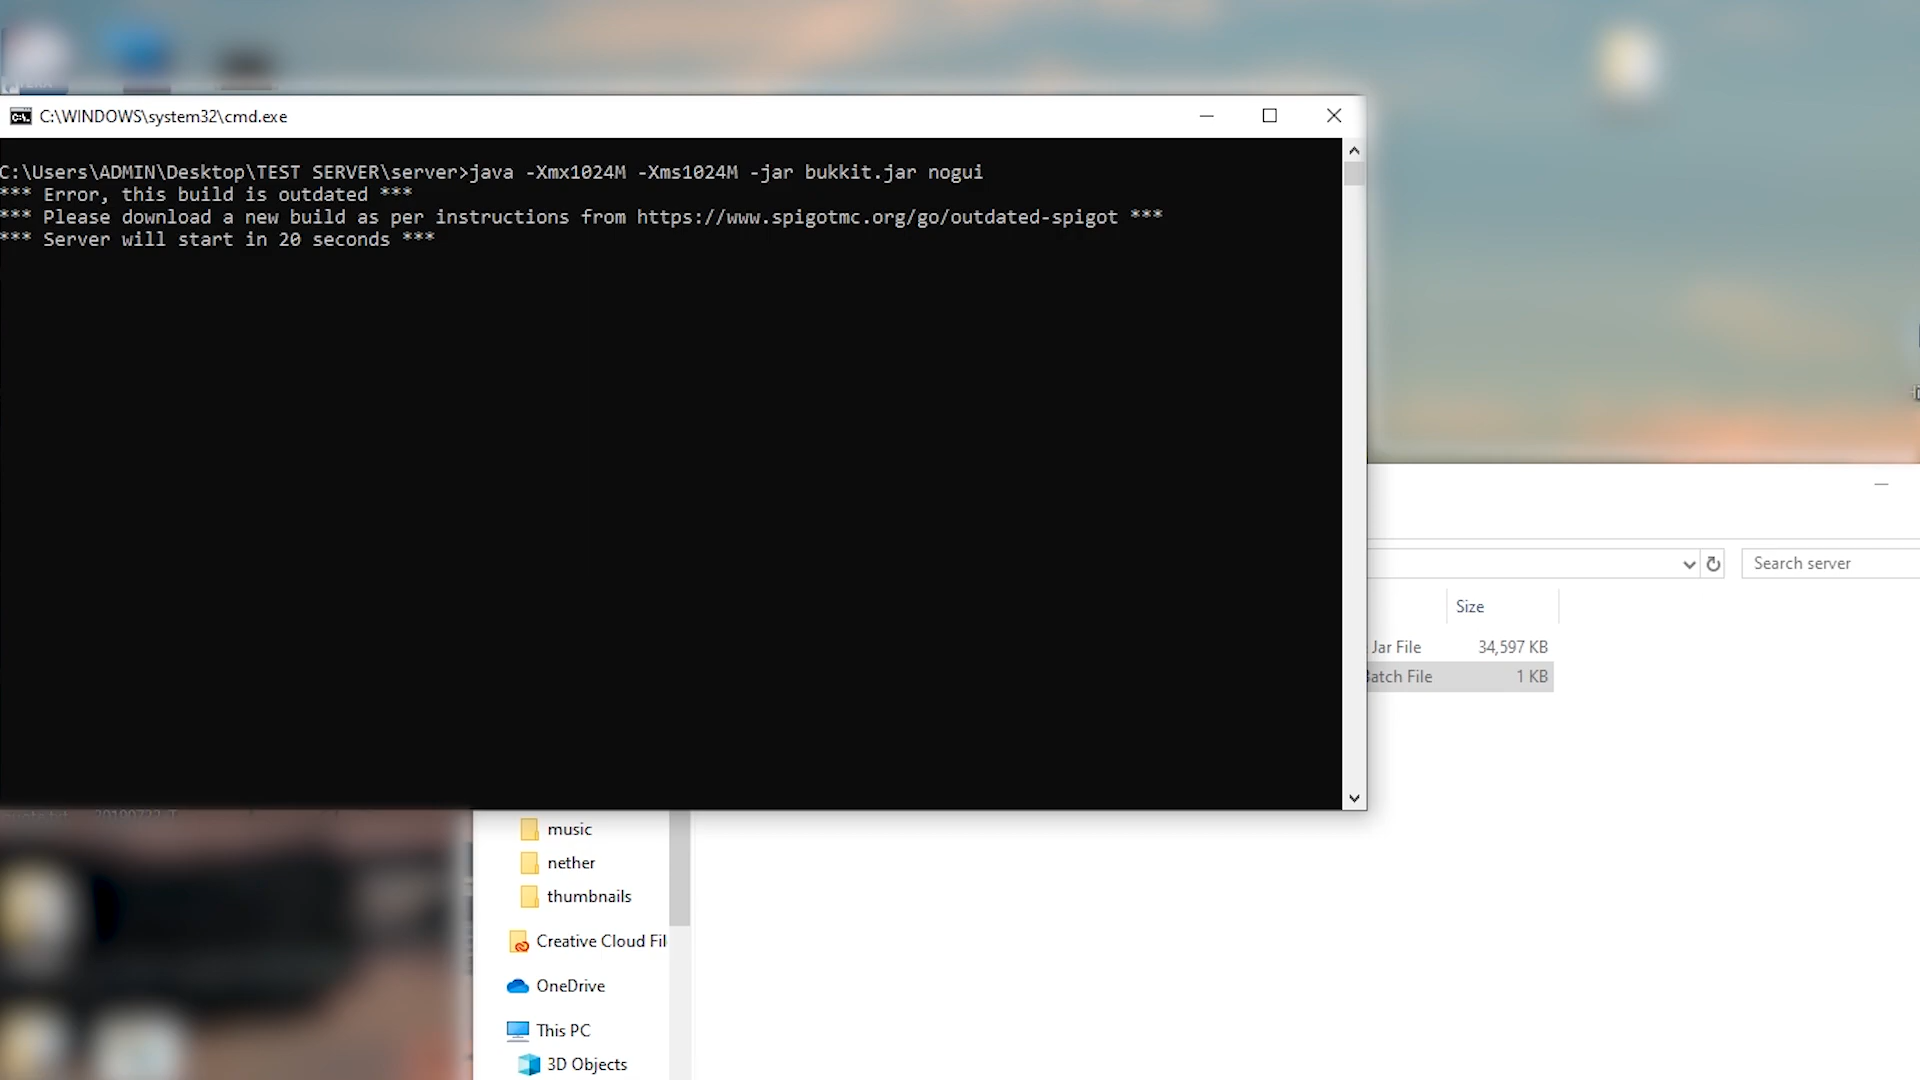 C:\WINDOWS\system32\cmd.exe
C:\Users\ADMIN\Desktop\TEST SERVER\server>java -Xmx1024M -Xms1024M -jar bukkit.jar nogui
*** Error, this build is outdated ***
*** Please download a new build as per instructions from https://www.spigotmc.org/go/outdated-spigot ***
*** Server will start in 20 seconds ***
Search server
Size
Jar File 34,597 KB
Batch File 1 KB
music
nether
thumbnails
Creative Cloud Fil
OneDrive
This PC
3D Objects